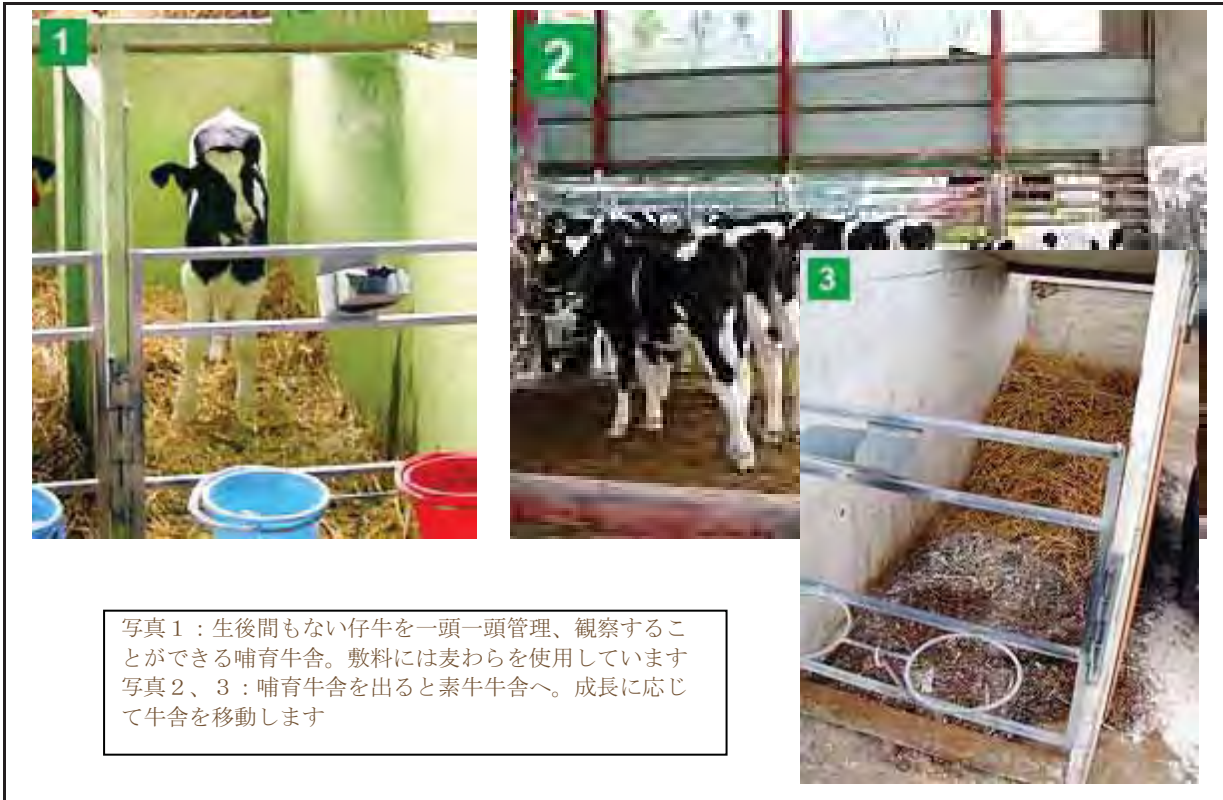 1
2
3
写真１：生後間もない仔牛を一頭一頭管理、観察するこ
とができる哺育牛舎。敷料には麦わらを使用しています
写真２、３：哺育牛舎を出ると素牛牛舎へ。成長に応じ
て牛舎を移動します